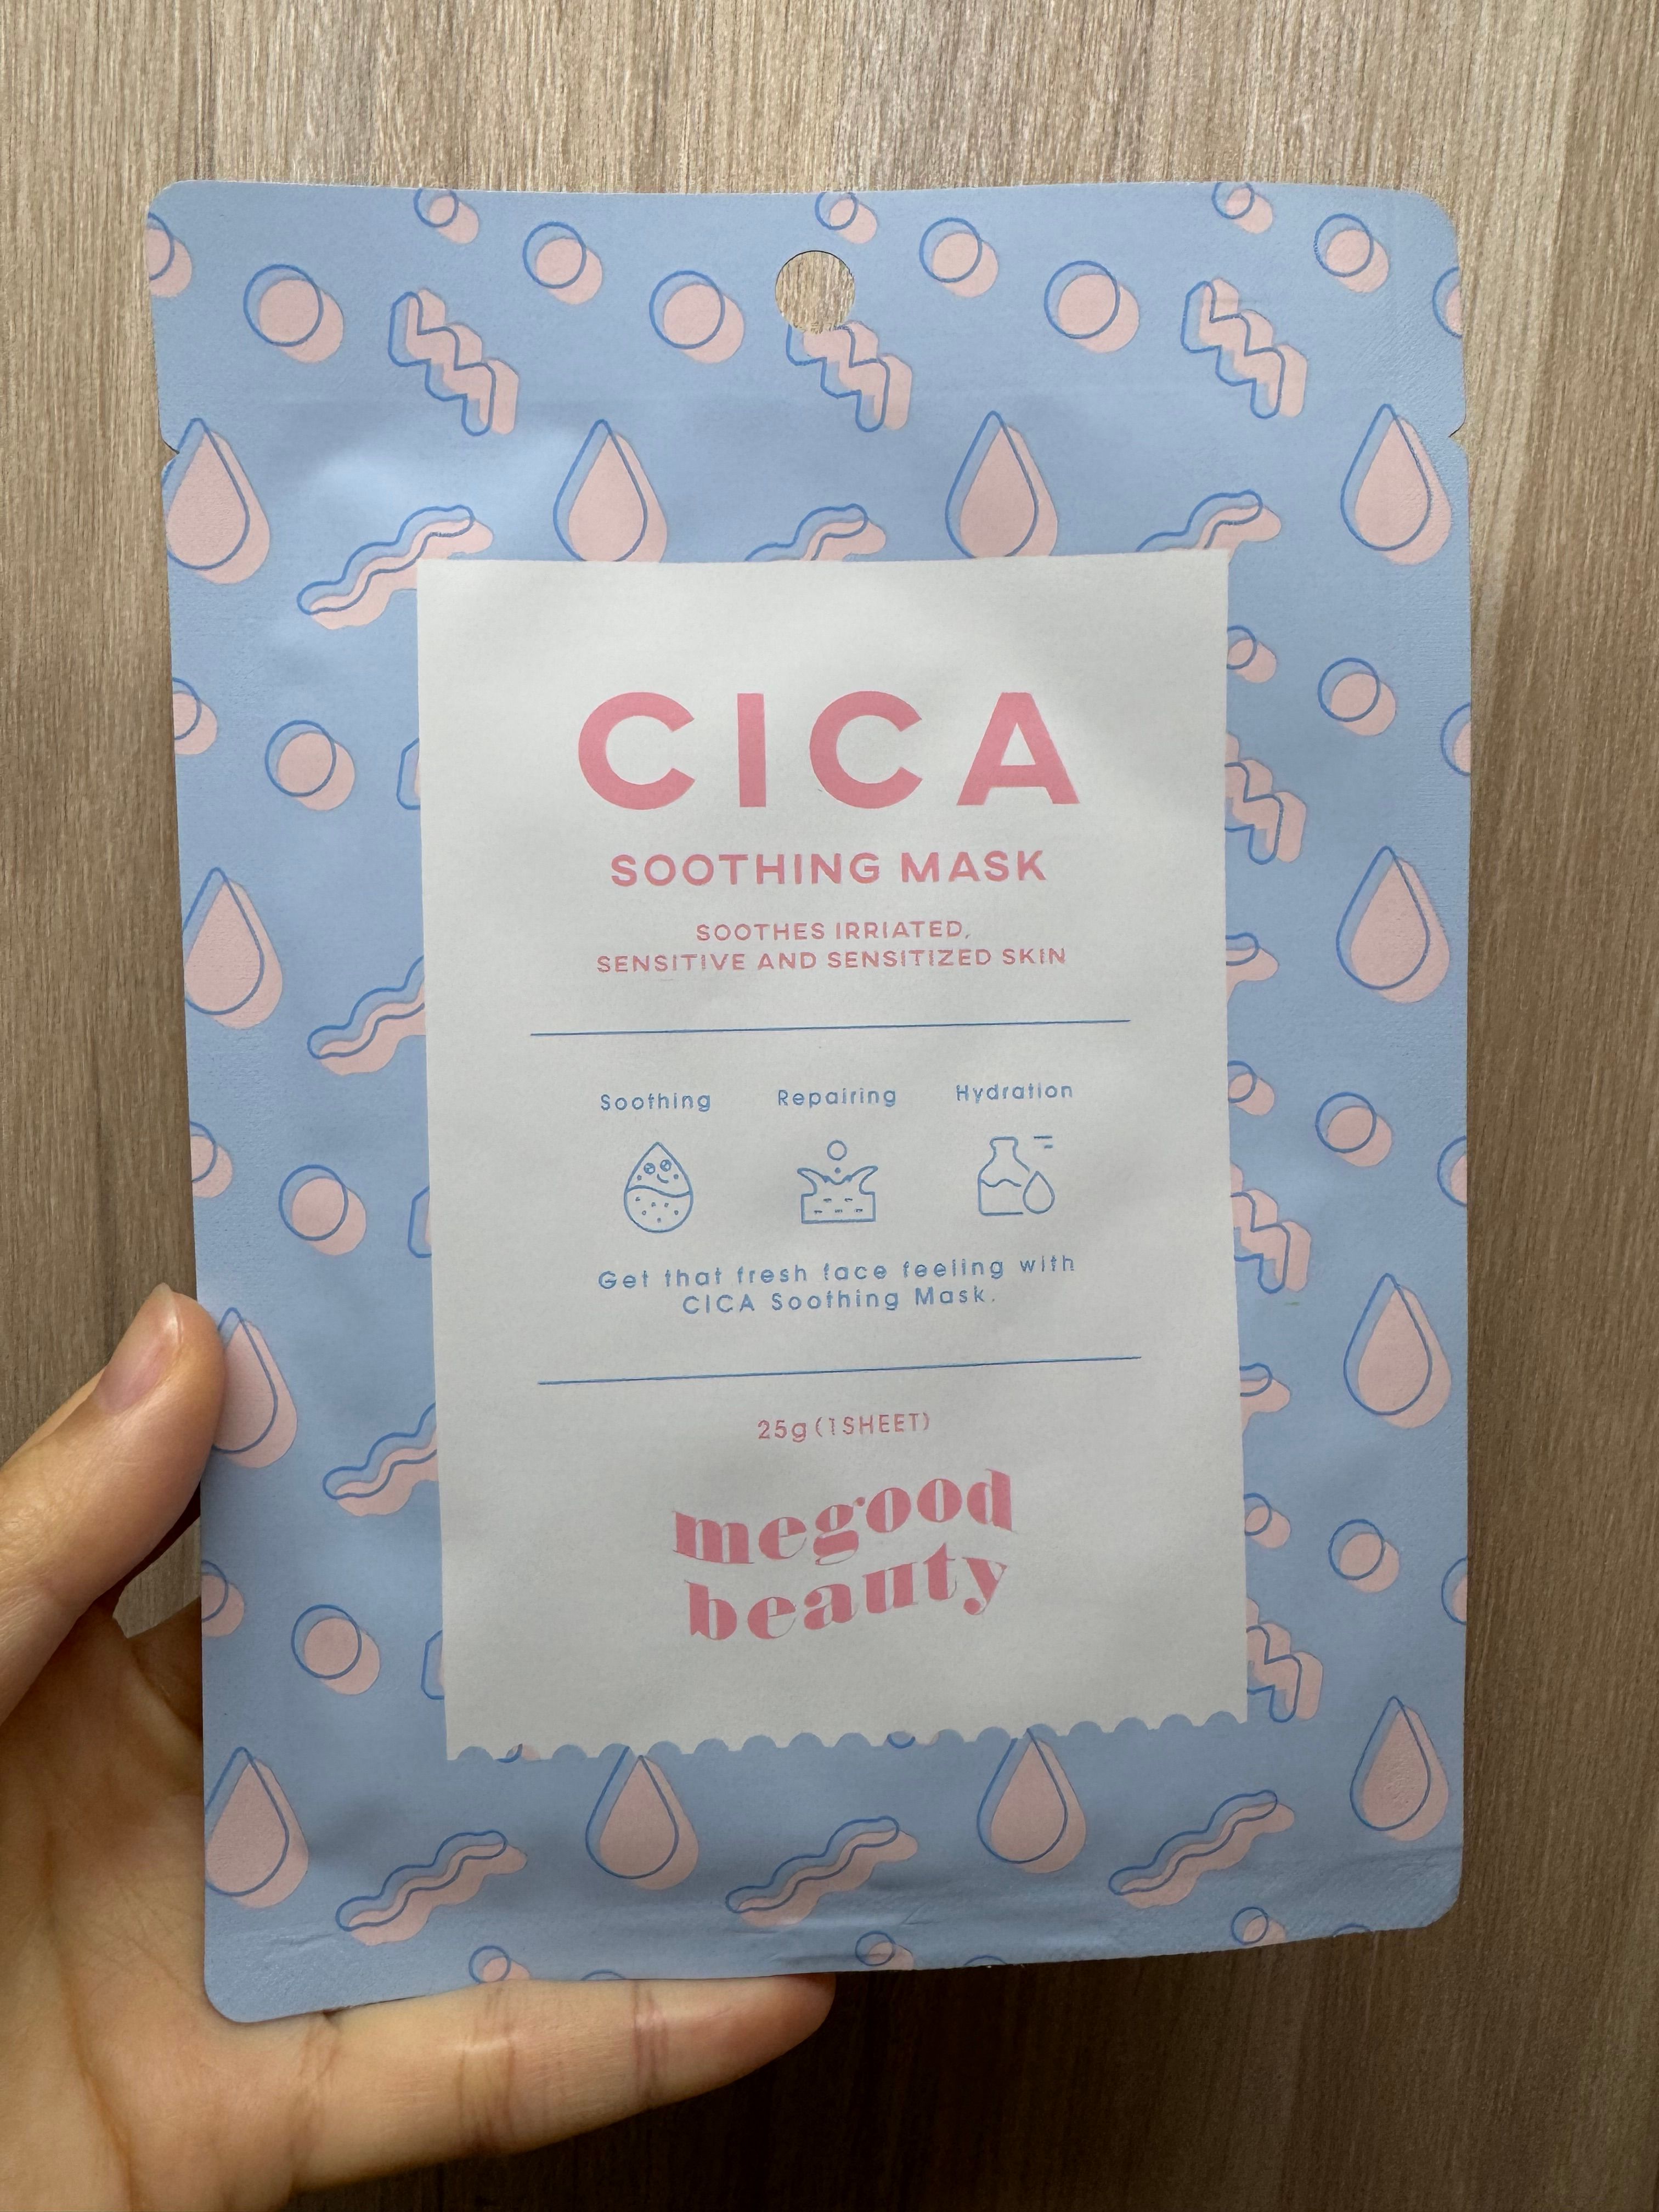 CICA
SOOTHING MASK
SOOTHES IRRIATED,
SENSITIVE AND SENSITIZED SKIN
Soothing Repairing Hydration
Get that fresh face feeling with
CICA Soothing Mask.
25g (1SHEET)
megood
beauty